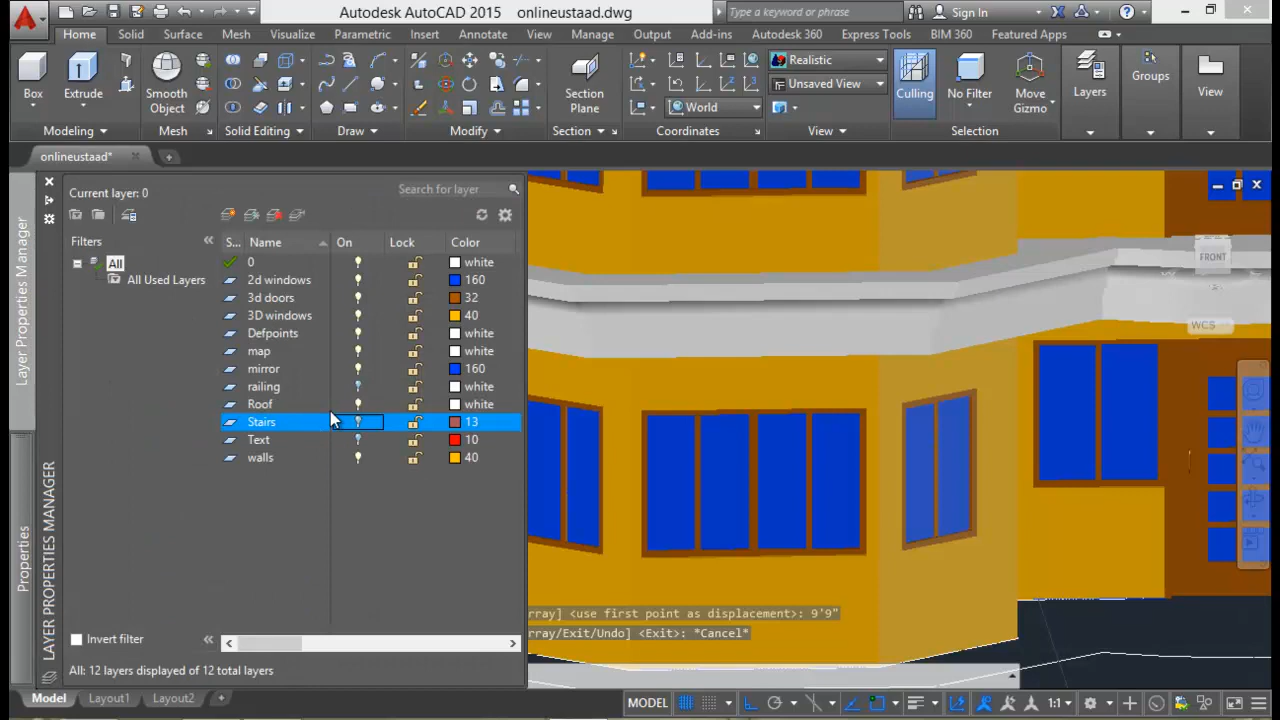 Autodesk AutoCAD 2015 onlineustaad.dwg
Type a keyword or phrase
Sign In
Home Solid Surface Mesh Visualize Parametric Insert Annotate View Manage Output Add-ins Autodesk 360 Express Tools BIM 360 Featured Apps
Box
Extrude
Smooth
Object
Section
Plane
Realistic
Unsaved View
World
Culling
No Filter
Move
Gizmo
Layers
Groups
View
Modeling Mesh Solid Editing Draw Modify Section Coordinates View Selection
onlineustaad*
Current layer: 0
Search for layer
Filters
S... Name On Lock Color
All
All Used Layers
0 white
2d windows 160
3d doors 32
3D windows 40
Defpoints white
map white
mirror 160
railing white
Roof white
Stairs 13
Text 10
walls 40
Invert filter
All: 12 layers displayed of 12 total layers
Layer Properties Manager
Properties
LAYER PROPERTIES MANAGER
FRONT
WCS
rray] <use first point as displacement>: 9'9"
rray/Exit/Undo] <Exit>: *Cancel*
Model Layout1 Layout2 +
MODEL
1:1